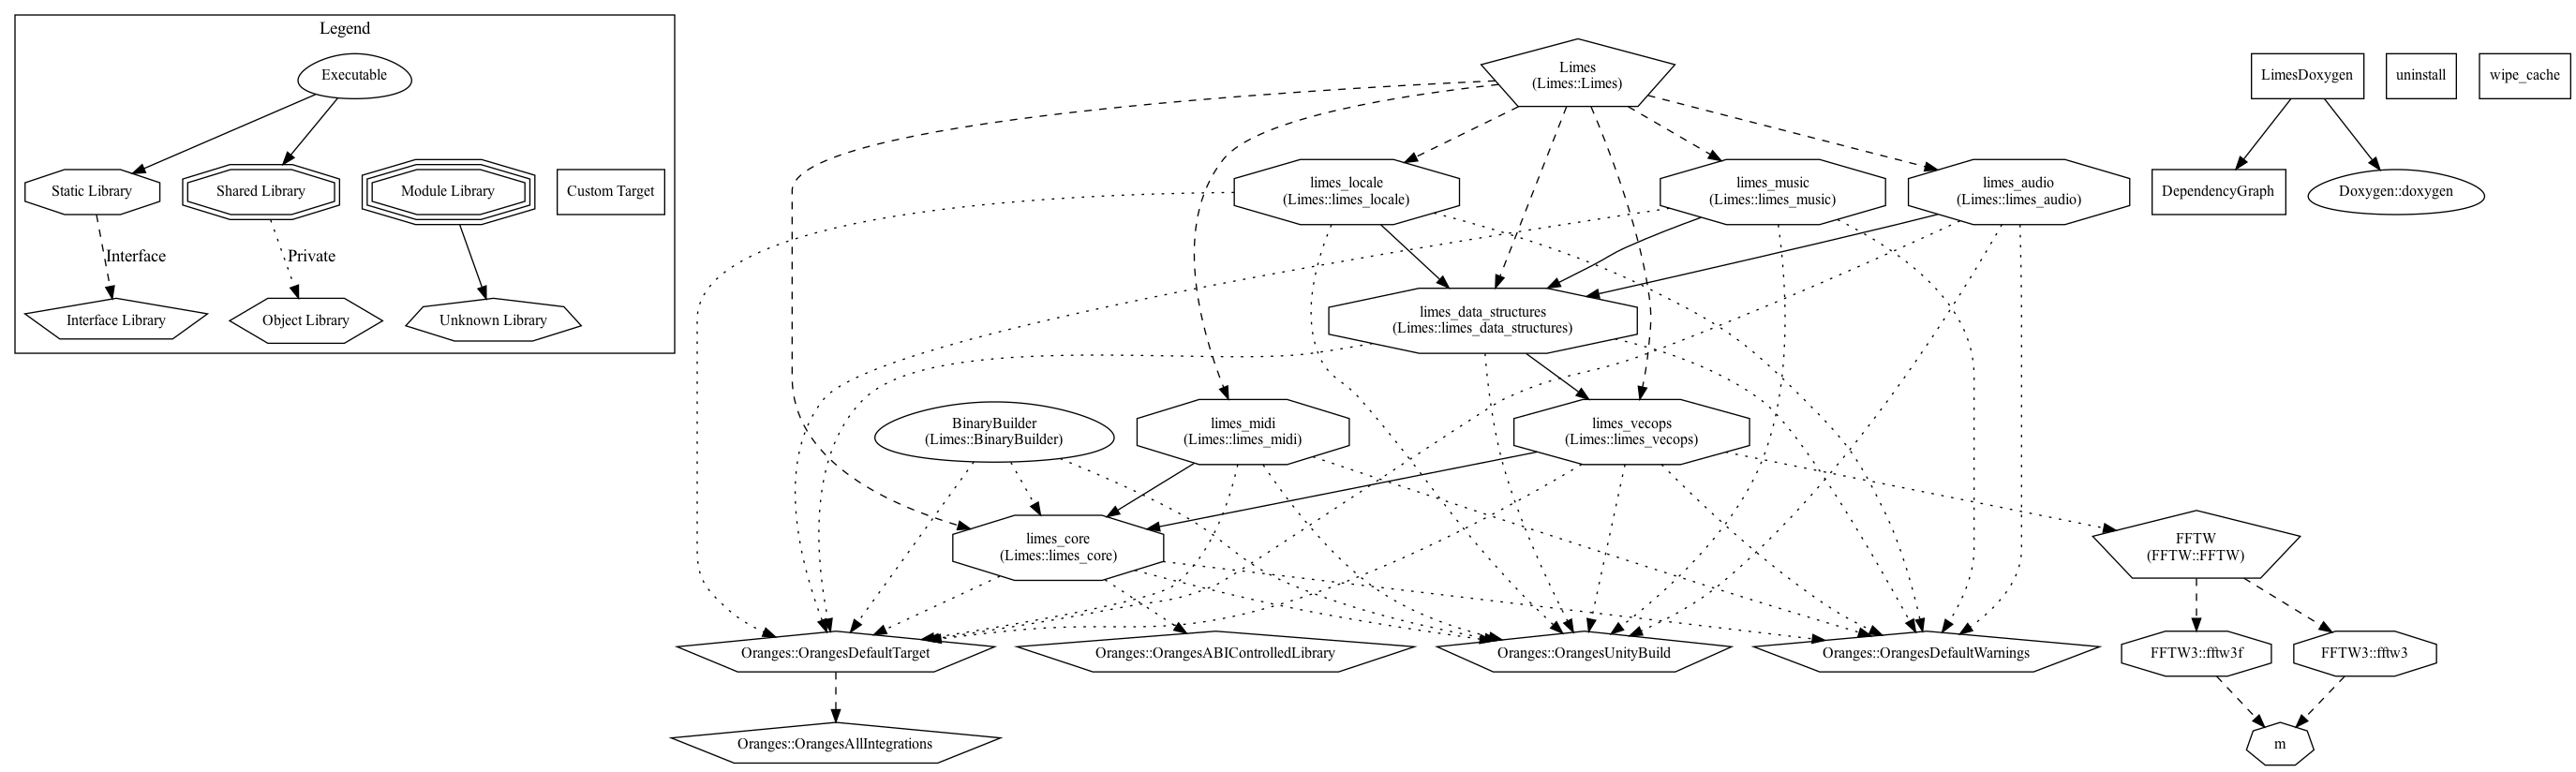 Legend
Executable
Static Library
Shared Library
Module Library
Custom Target
Interface
Private
Interface Library
Object Library
Unknown Library
Limes
(Limes::Limes)
limes_locale
(Limes::limes_locale)
limes_music
(Limes::limes_music)
limes_audio
(Limes::limes_audio)
limes_data_structures
(Limes::limes_data_structures)
BinaryBuilder
(Limes::BinaryBuilder)
limes_midi
(Limes::limes_midi)
limes_vecops
(Limes::limes_vecops)
limes_core
(Limes::limes_core)
Oranges::OrangesDefaultTarget
Oranges::OrangesABIControlledLibrary
Oranges::OrangesUnityBuild
Oranges::OrangesDefaultWarnings
Oranges::OrangesAllIntegrations
LimesDoxygen
uninstall
wipe_cache
DependencyGraph
Doxygen::doxygen
FFTW
(FFTW::FFTW)
FFTW3::fftw3f
FFTW3::fftw3
m